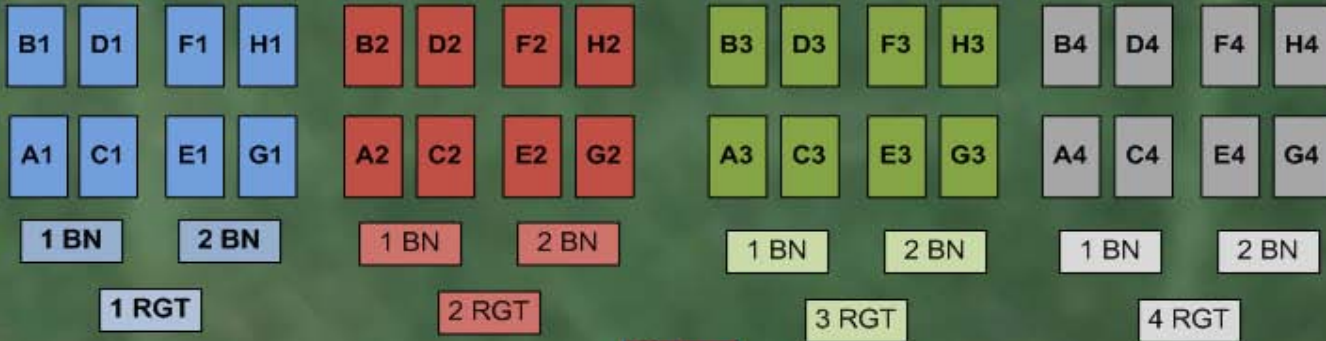 B1 D1 F1 H1 B2 D2 F2 H2 B3 D3 F3 H3 B4 D4 F4 H4
A1 C1 E1 G1 A2 C2 E2 G2 A3 C3 E3 G3 A4 C4 E4 G4
1 BN 2 BN 1 BN 2 BN 1 BN 2 BN 1 BN 2 BN
1 RGT 2 RGT 3 RGT 4 RGT